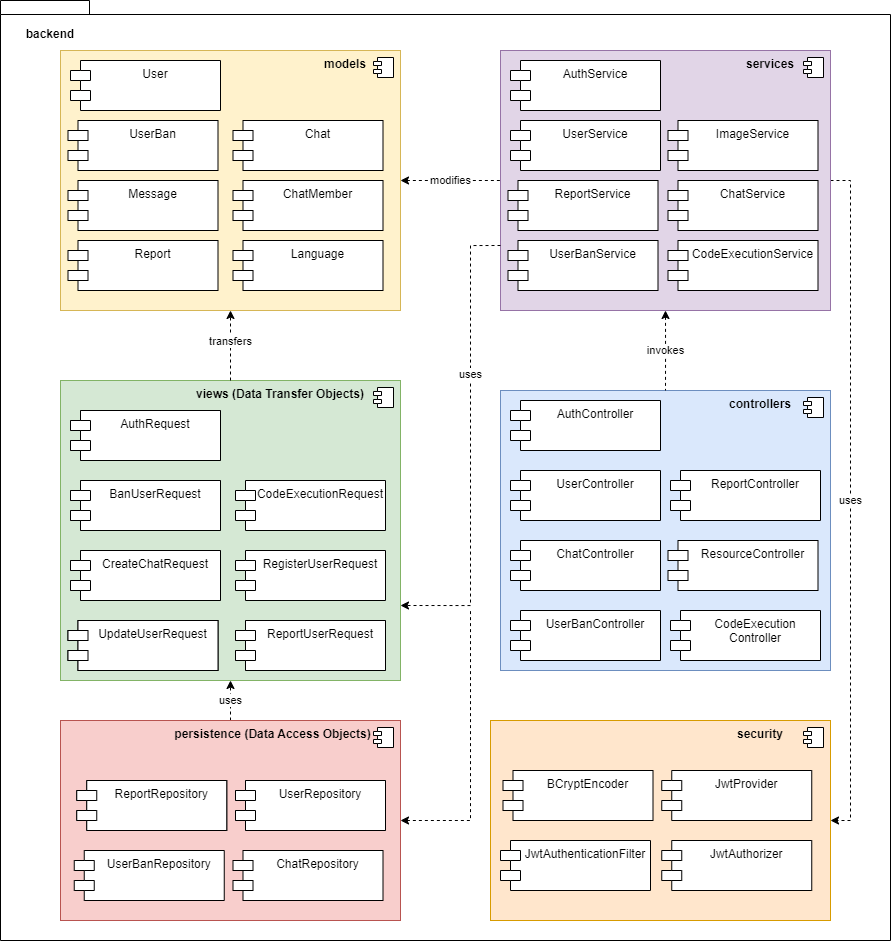 backend
models
User
UserBan
Chat
Message
ChatMember
Report
Language
services
AuthService
UserService
ImageService
ReportService
ChatService
UserBanService
CodeExecutionService
modifies
transfers
invokes
uses
uses
views (Data Transfer Objects)
AuthRequest
BanUserRequest
CodeExecutionRequest
CreateChatRequest
RegisterUserRequest
UpdateUserRequest
ReportUserRequest
controllers
AuthController
UserController
ReportController
ChatController
ResourceController
UserBanController
CodeExecution
Controller
uses
persistence (Data Access Objects)
ReportRepository
UserRepository
UserBanRepository
ChatRepository
security
BCryptEncoder
JwtProvider
JwtAuthenticationFilter
JwtAuthorizer